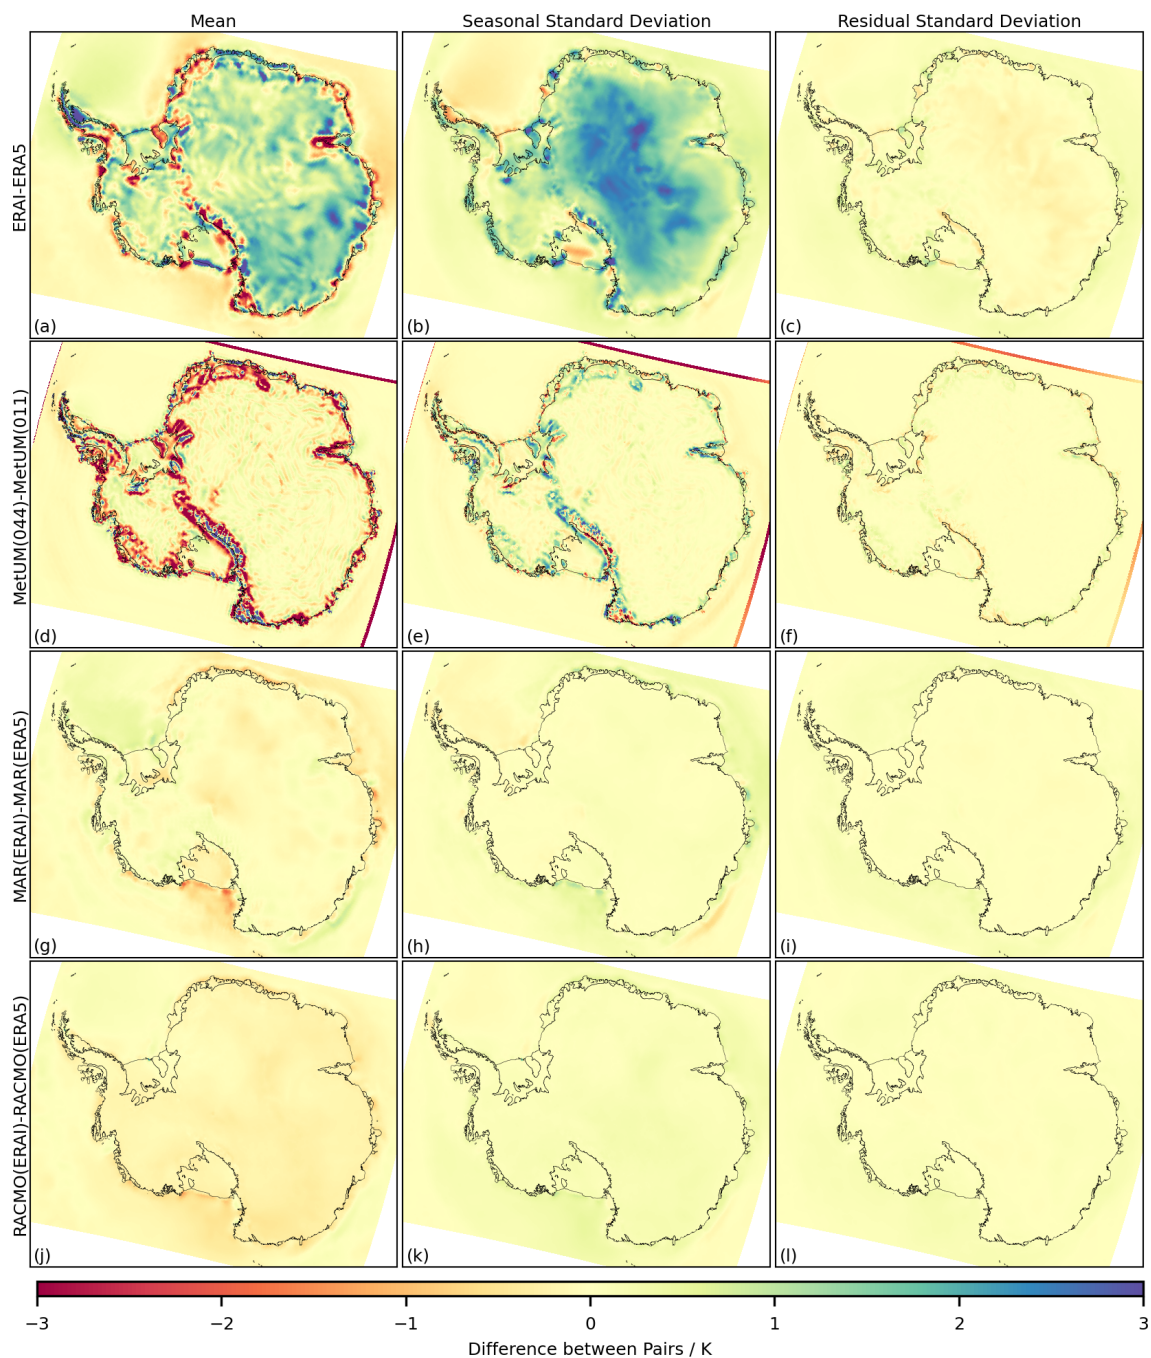 Mean
Seasonal Standard Deviation
Residual Standard Deviation
ERAI-ERA5
(a)
(b)
(c)
MetUM(044)-MetUM(011)
(d)
(e)
(f)
MAR(ERAI)-MAR(ERA5)
(g)
(h)
(i)
RACMO(ERAI)-RACMO(ERA5)
(j)
(k)
(l)
−3
−2
−1
0
1
2
3
Difference between Pairs / K